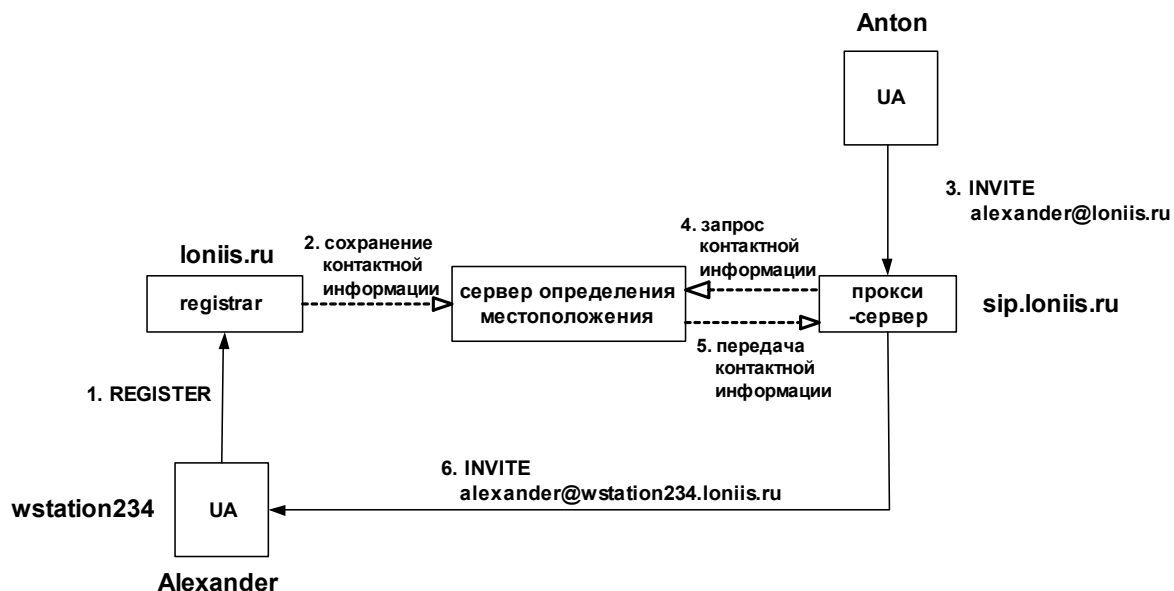 Anton
UA
3. INVITE
alexander@loniis.ru
loniis.ru
2. сохранение
контактной
информации
4. запрос
контактной
информации
registrar
сервер определения
местоположения
прокси
-сервер
sip.loniis.ru
5. передача
контактной
информации
1. REGISTER
6. INVITE
alexander@wstation234.loniis.ru
wstation234
UA
Alexander